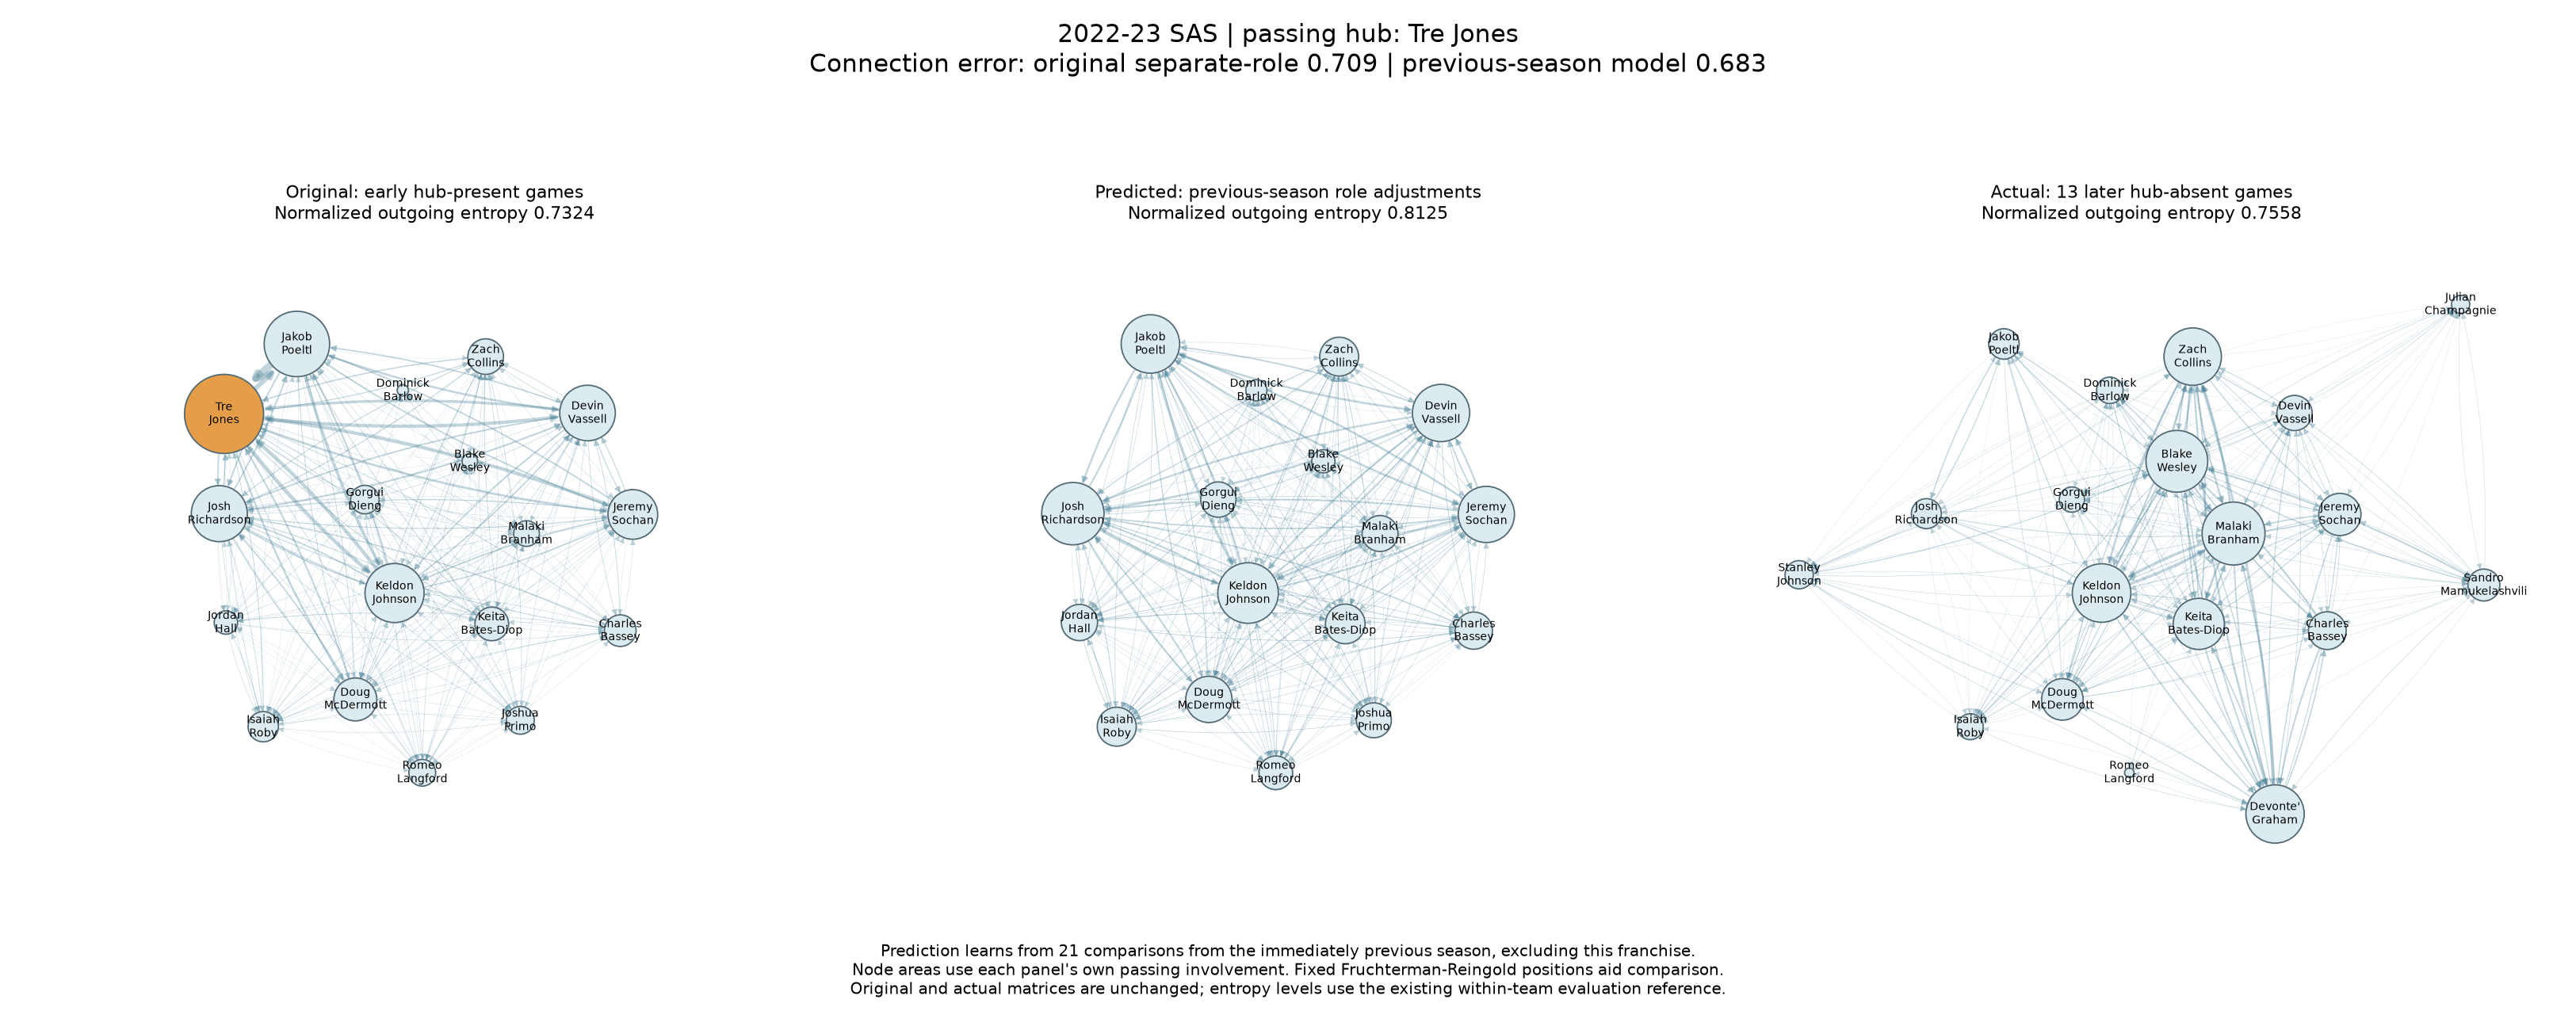 2022-23 SAS | passing hub: Tre Jones
Connection error: original separate-role 0.709 | previous-season model 0.683
Original: early hub-present games
Normalized outgoing entropy 0.7324
Jakob
Poeltl
Zach
Collins
Tre
Jones
Dominick
Barlow
Devin
Vassell
Blake
Wesley
Josh
Richardson
Gorgui
Dieng
Jeremy
Sochan
Malaki
Branham
Keldon
Johnson
Jordan
Hall
Keita
Bates-Diop
Charles
Bassey
Doug
McDermott
Isaiah
Roby
Joshua
Primo
Romeo
Langford
Predicted: previous-season role adjustments
Normalized outgoing entropy 0.8125
Jakob
Poeltl
Zach
Collins
Dominick
Barlow
Devin
Vassell
Blake
Wesley
Josh
Richardson
Gorgui
Dieng
Jeremy
Sochan
Malaki
Branham
Keldon
Johnson
Jordan
Hall
Keita
Bates-Diop
Charles
Bassey
Doug
McDermott
Isaiah
Roby
Joshua
Primo
Romeo
Langford
Actual: 13 later hub-absent games
Normalized outgoing entropy 0.7558
Julian
Champagnie
Jakob
Poeltl
Zach
Collins
Dominick
Barlow
Devin
Vassell
Blake
Wesley
Josh
Richardson
Gorgui
Dieng
Jeremy
Sochan
Malaki
Branham
Stanley
Johnson
Keldon
Johnson
Sandro
Mamukelashvili
Keita
Bates-Diop
Charles
Bassey
Doug
McDermott
Isaiah
Roby
Romeo
Langford
Devonte'
Graham
Prediction learns from 21 comparisons from the immediately previous season, excluding this franchise.
Node areas use each panel's own passing involvement. Fixed Fruchterman-Reingold positions aid comparison.
Original and actual matrices are unchanged; entropy levels use the existing within-team evaluation reference.